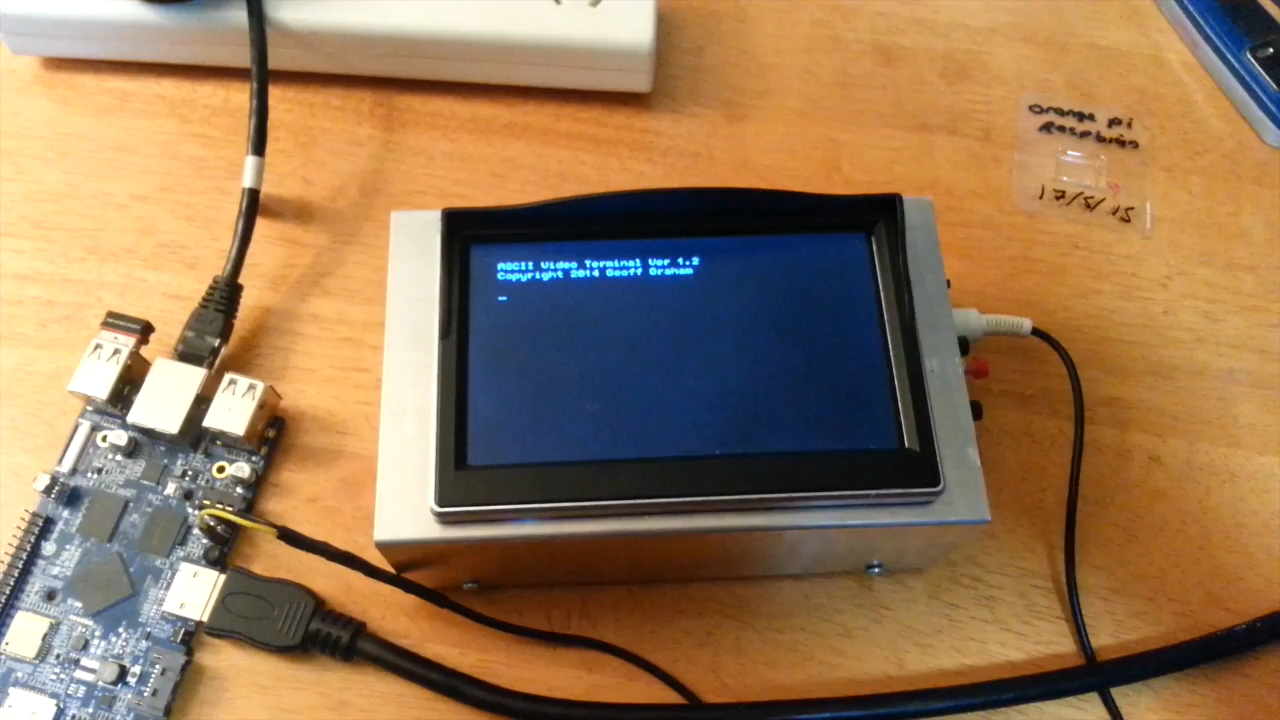 orange pi
Raspbian
17/5/15
ASCII Video Terminal Ver 1.2
Copyright 2014 Geoff Graham